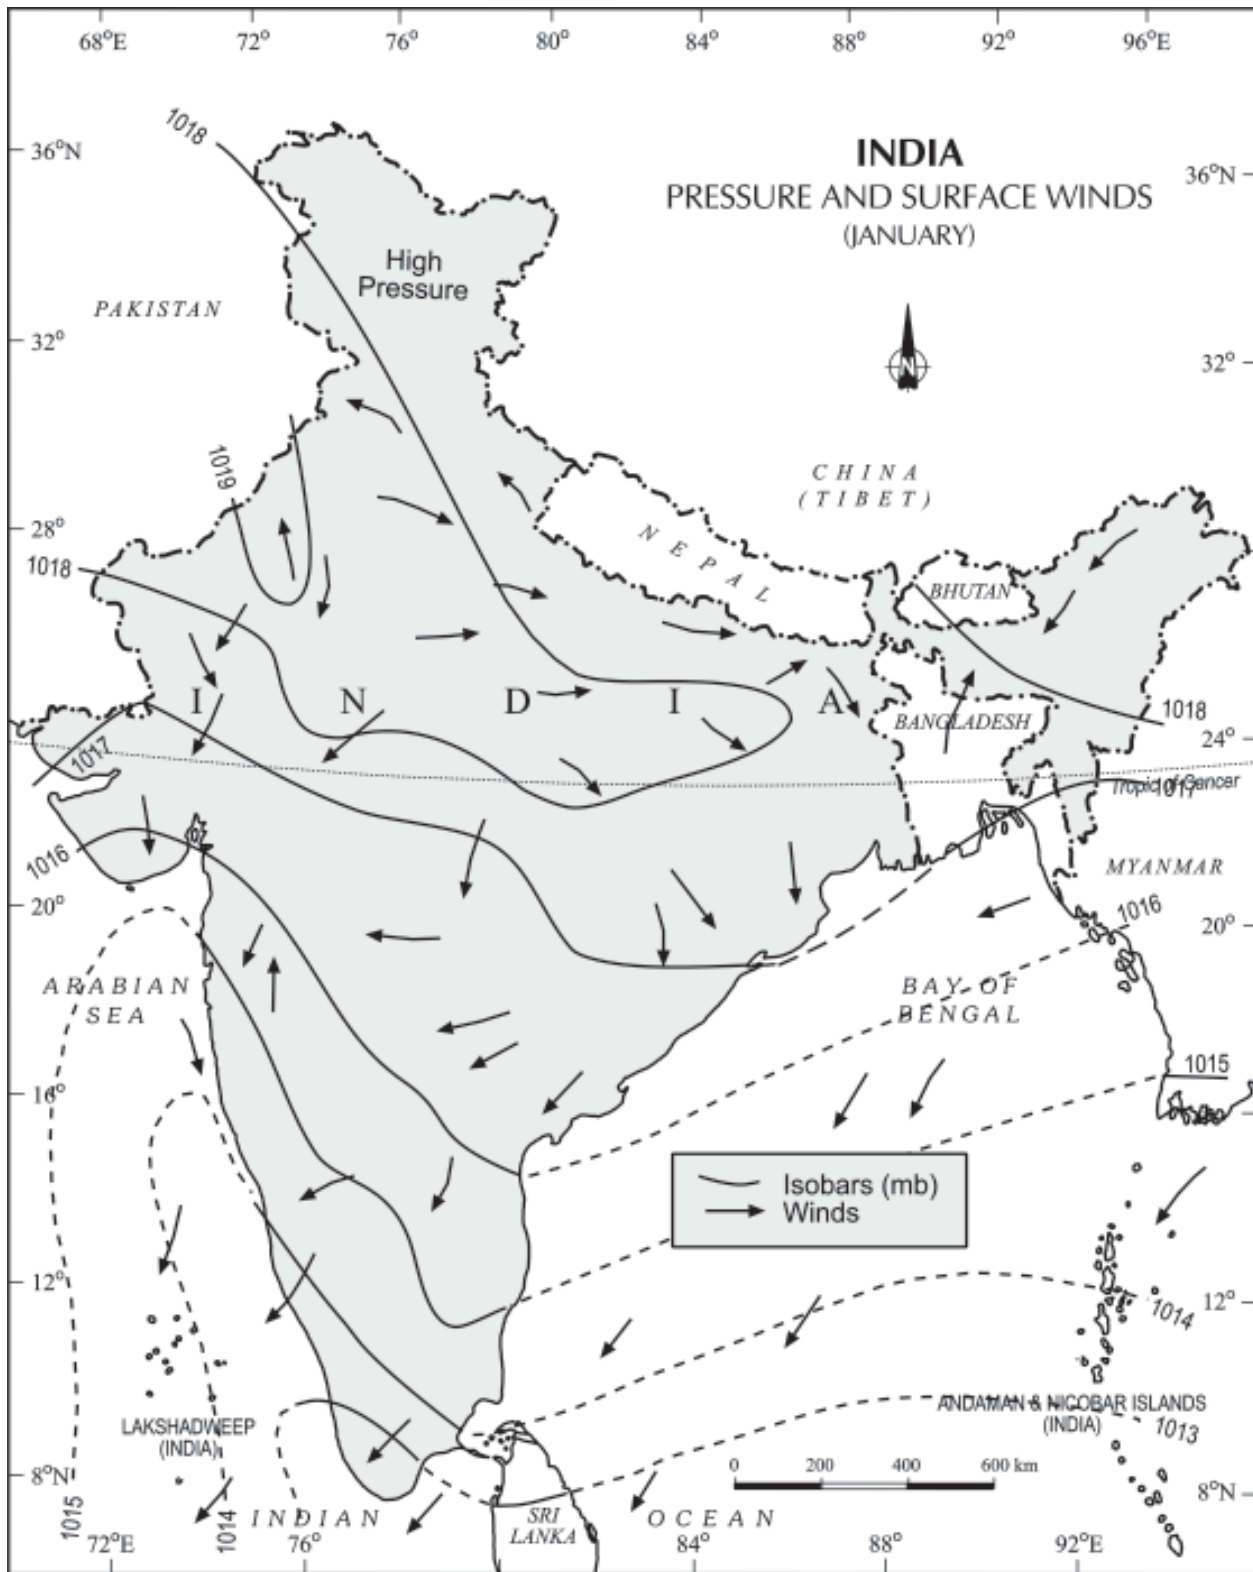 68°E 72° 76° 80° 84° 88° 92° 96°E
1018
36°N
INDIA
PRESSURE AND SURFACE WINDS
(JANUARY)
36°N
High
Pressure
PAKISTAN
32°
N
32°
1019
CHINA
(TIBET)
28°
NEPAL
1018
BHUTAN
I N D I A
1018
BANGLADESH
24°
1017
Tropic of Cancer
1017
1016
MYANMAR
20°
1016
20°
ARABIAN
SEA
BAY OF
BENGAL
1015
16°
Isobars (mb)
Winds
12°
1014
12°
LAKSHADWEEP
(INDIA)
ANDAMAN & NICOBAR ISLANDS
(INDIA)
1013
0 200 400 600 km
8°N
8°N
1015
1014
INDIAN
SRI
LANKA
OCEAN
72°E 76° 84° 88° 92°E